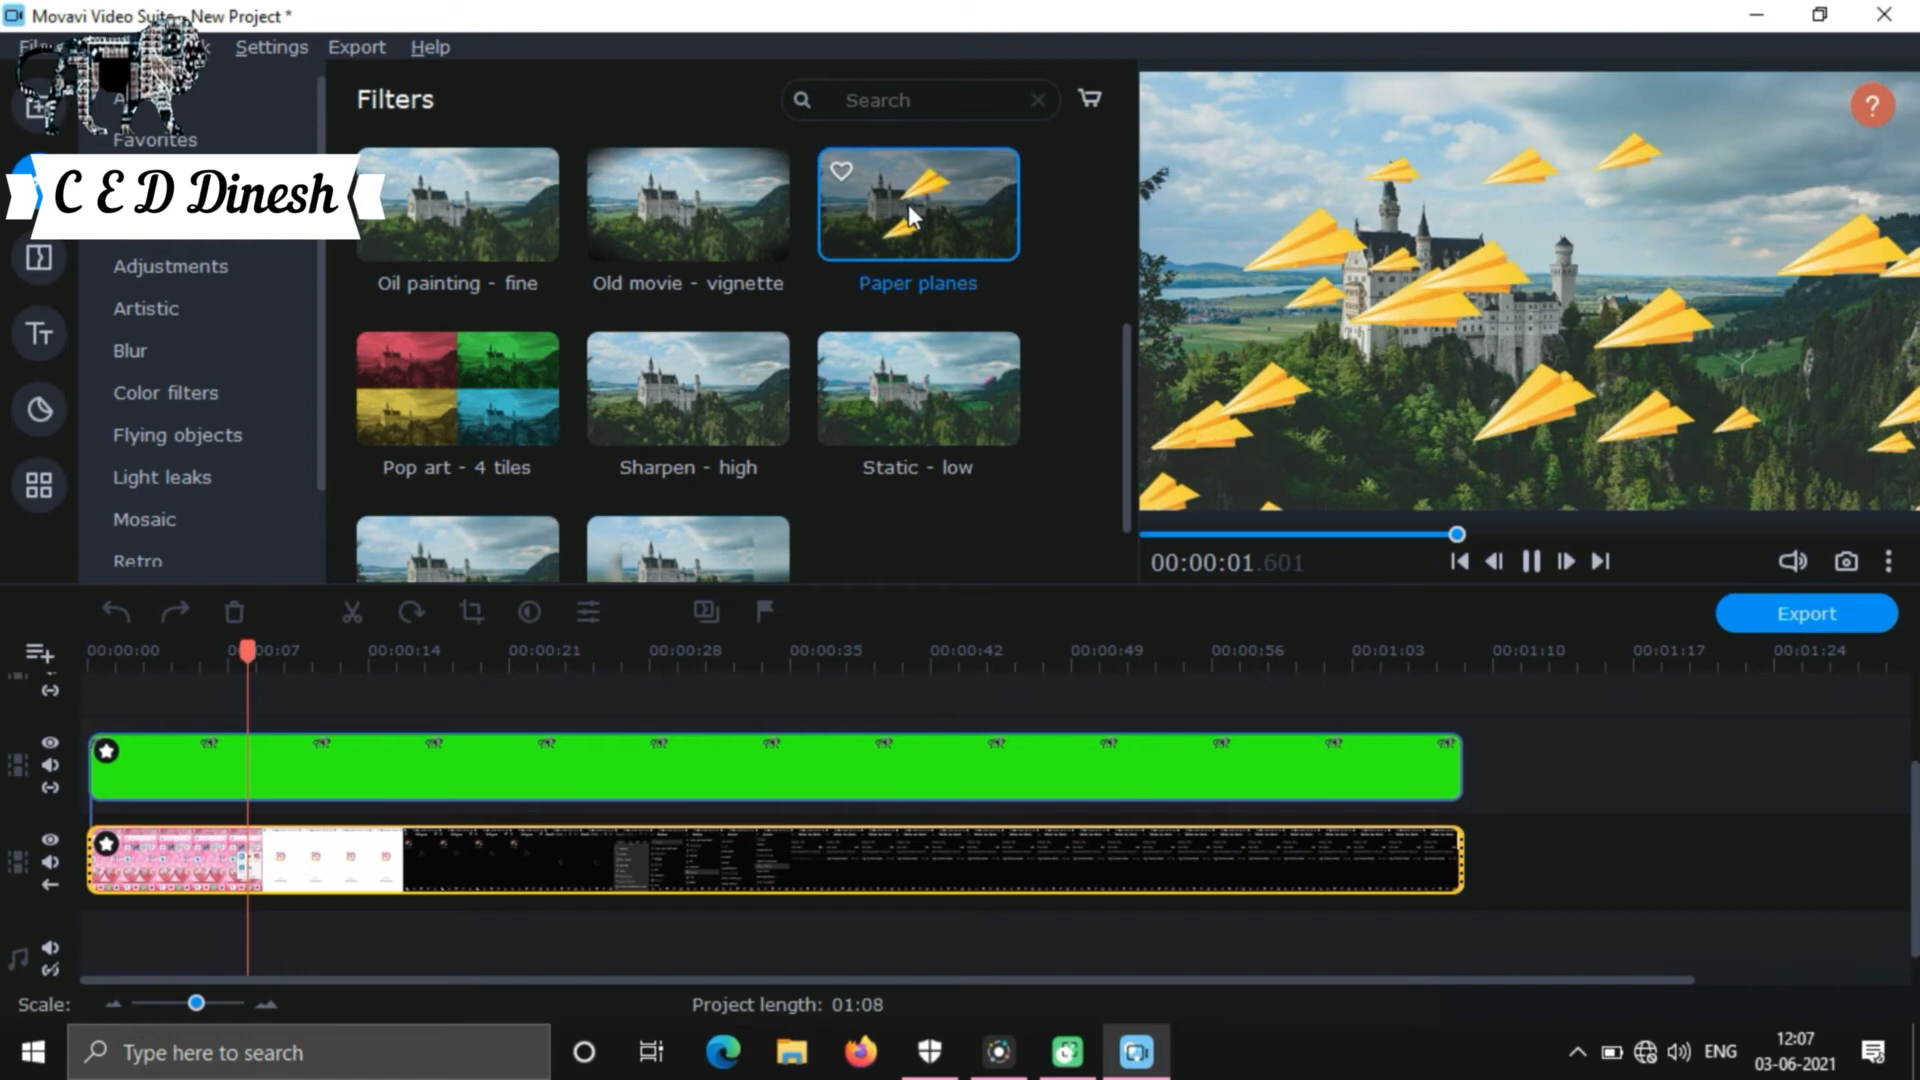 Movavi Video Suite - New Project *
Settings Export Help
Filters
Search
Favorites
C E D Dinesh
Adjustments
Artistic
Blur
Color filters
Flying objects
Light leaks
Mosaic
Retro
Oil painting - fine
Old movie - vignette
Paper planes
Pop art - 4 tiles
Sharpen - high
Static - low
?
00:00:01.601
Export
00:00:00 00:00:07 00:00:14 00:00:21 00:00:28 00:00:35 00:00:42 00:00:49 00:00:56 00:01:03 00:01:10 00:01:17 00:01:24
Scale:
Project length: 01:08
Type here to search
ENG
12:07
03-06-2021